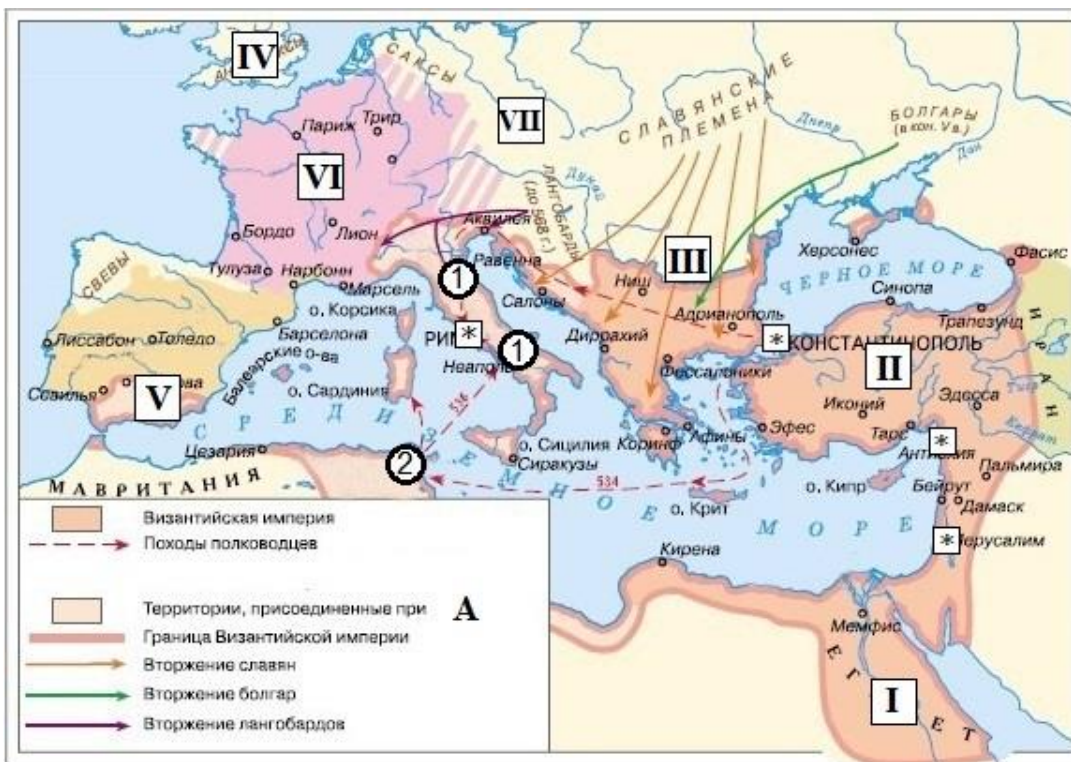 IV
САКСЫ
VII
СЛАВЯНСКИЕ
ПЛЕМЕНА
БОЛГАРЫ
(в кон. V в.)
Днепр
Дон
Париж
Трир
VI
Дунай
ЛАНГОБАРДЫ
(до 568 г.)
Аквилея
Бордо
Лион
Равенна
III
Херсонес
Фасис
СВЕВЫ
Тулуза
Нарбонн
Марсель
1
Ниш
ЧЕРНОЕ МОРЕ
Синопа
о. Корсика
Салоны
Адрианополь
Трапезунд
ИРАН
Лиссабон
Толедо
Барселона
РИМ
*
1
Диррахий
*
КОНСТАНТИНОПОЛЬ
II
Балеарские о-ва
Неаполь
Фессалоники
Севилья
V
о. Сардиния
536
Иконий
Эдесса
Тигр
Евфрат
СРЕДИЗЕМНОЕ МОРЕ
Цезария
2
о. Сицилия
Сиракузы
Коринф
Афины
Эфес
Тарс
*
Антиохия
Пальмира
МАВРИТАНИЯ
534
о. Крит
о. Кипр
Бейрут
Дамаск
*
Иерусалим
Кирена
Мемфис
ЕГИПЕТ
I
Византийская империя
Походы полководцев
Территории, присоединенные при А
Граница Византийской империи
Вторжение славян
Вторжение болгар
Вторжение лангобардов